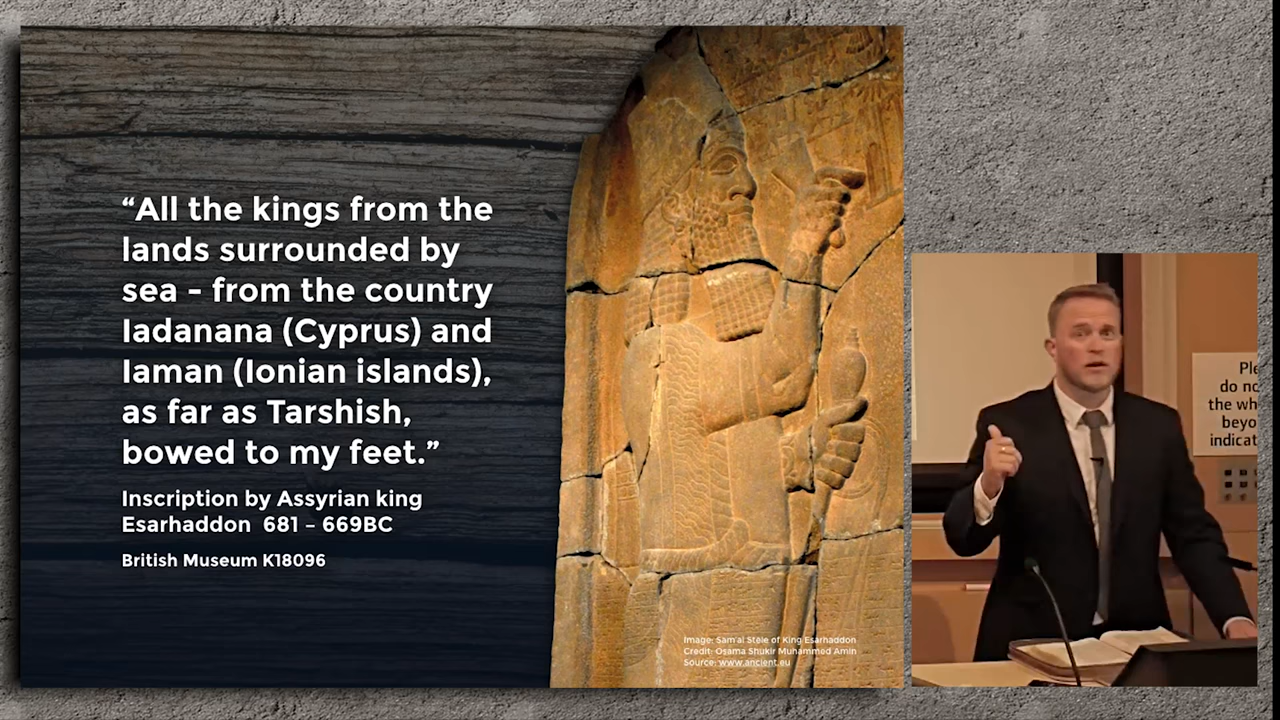 “All the kings from the
lands surrounded by
sea - from the country
Iadanana (Cyprus) and
Iaman (Ionian islands),
as far as Tarshish,
bowed to my feet.”
Inscription by Assyrian king
Esarhaddon 681 – 669BC
British Museum K18096
Image: Sam'al Stele of King Esarhaddon
Credit: Osama Shukir Muhammed Amin
Source: www.ancient.eu
Ple
do no
the wh
beyo
indicat